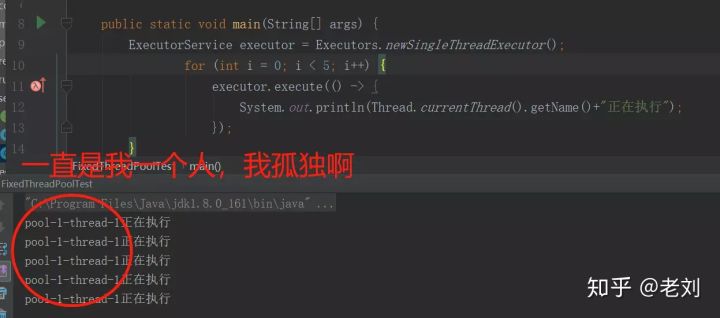 8 public static void main(String[] args) {
9 ExecutorService executor = Executors.newSingleThreadExecutor();
10 for (int i = 0; i < 5; i++) {
11 executor.execute(() -> {
12 System.out.println(Thread.currentThread().getName()+"正在执行");
13 });
14 }
一直是我一个人，我孤独啊
FixedThreadPoolTest main()
FixedThreadPoolTest
"C:\Program Files\Java\jdk1.8.0_161\bin\java" ...
pool-1-thread-1正在执行
pool-1-thread-1正在执行
pool-1-thread-1正在执行
pool-1-thread-1正在执行
pool-1-thread-1正在执行
知乎 @老刘